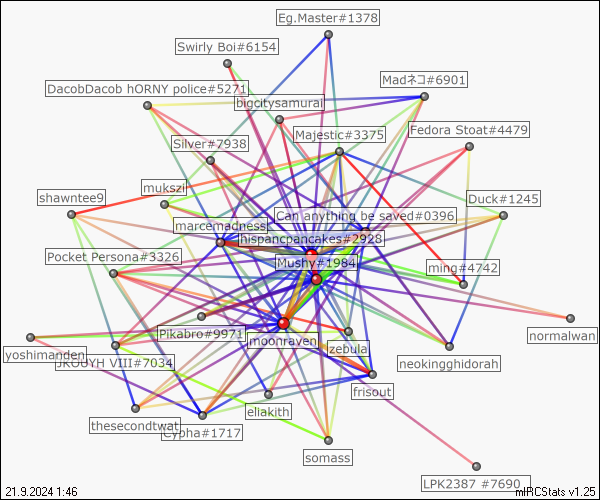 Eg.Master#1378
Swirly Boi#6154
Madネコ#6901
DacobDacob hORNY police#5271
bigcitysamurai
Fedora Stoat#4479
Majestic#3375
Silver#7938
mukszil
shawntee9
Duck#1245
Can anything be saved#0396
marcemadness
hispancpancakes#2928
Pocket Persona#3326
Mushy#1984
ming#4742
Pikabro#9971
normalwan
moonraven
zebula
yoshimanden
JKOUYH VIII#7034
neokingghidorah
frisout
eliakith
thesecondtwat
Cypha#1717
somass
LPK2387 #7690
21.9.2024 1:46
mIRCStats v1.25